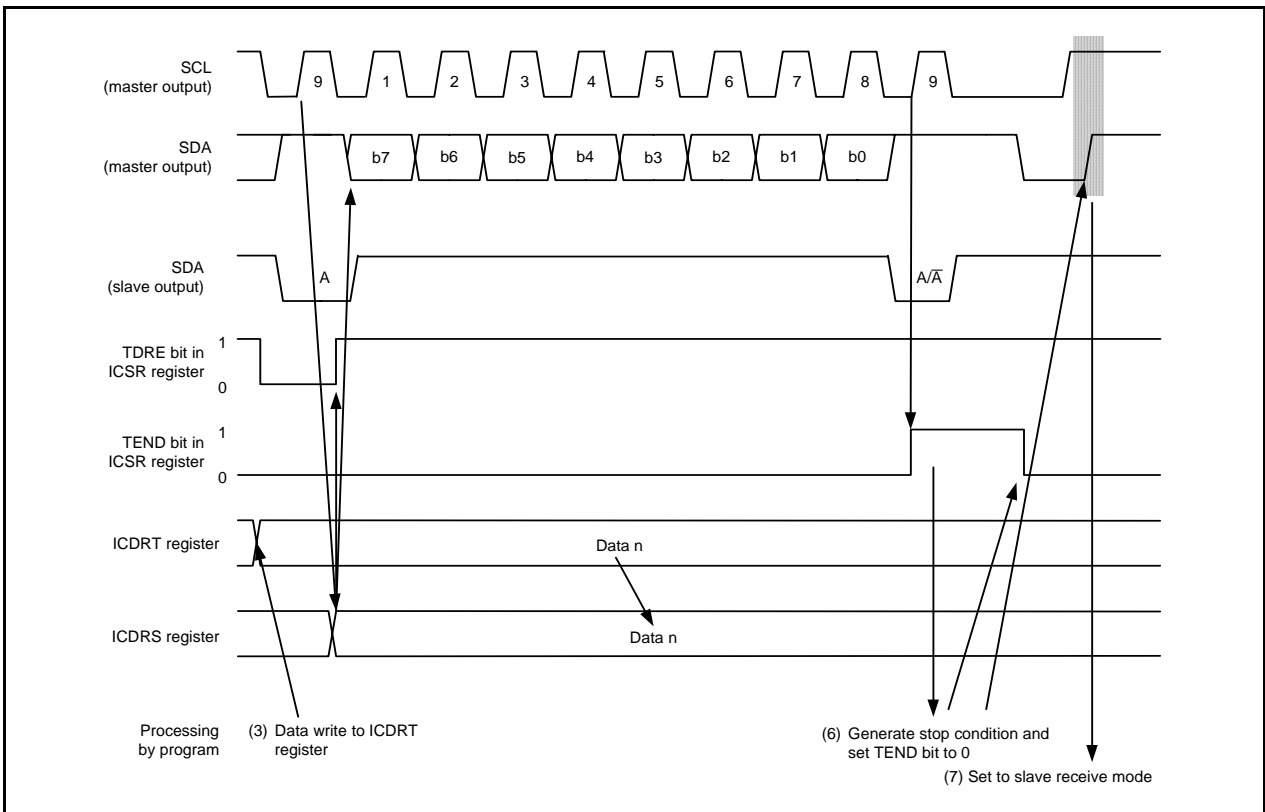 SCL
(master output)
9
1
2
3
4
5
6
7
8
9
SDA
(master output)
b7
b6
b5
b4
b3
b2
b1
b0
SDA
(slave output)
A
A/A̅
TDRE bit in
ICSR register
1
0
TEND bit in
ICSR register
1
0
ICDRT register
Data n
ICDRS register
Data n
Processing
by program
(3) Data write to ICDRT
register
(6) Generate stop condition and
set TEND bit to 0
(7) Set to slave receive mode